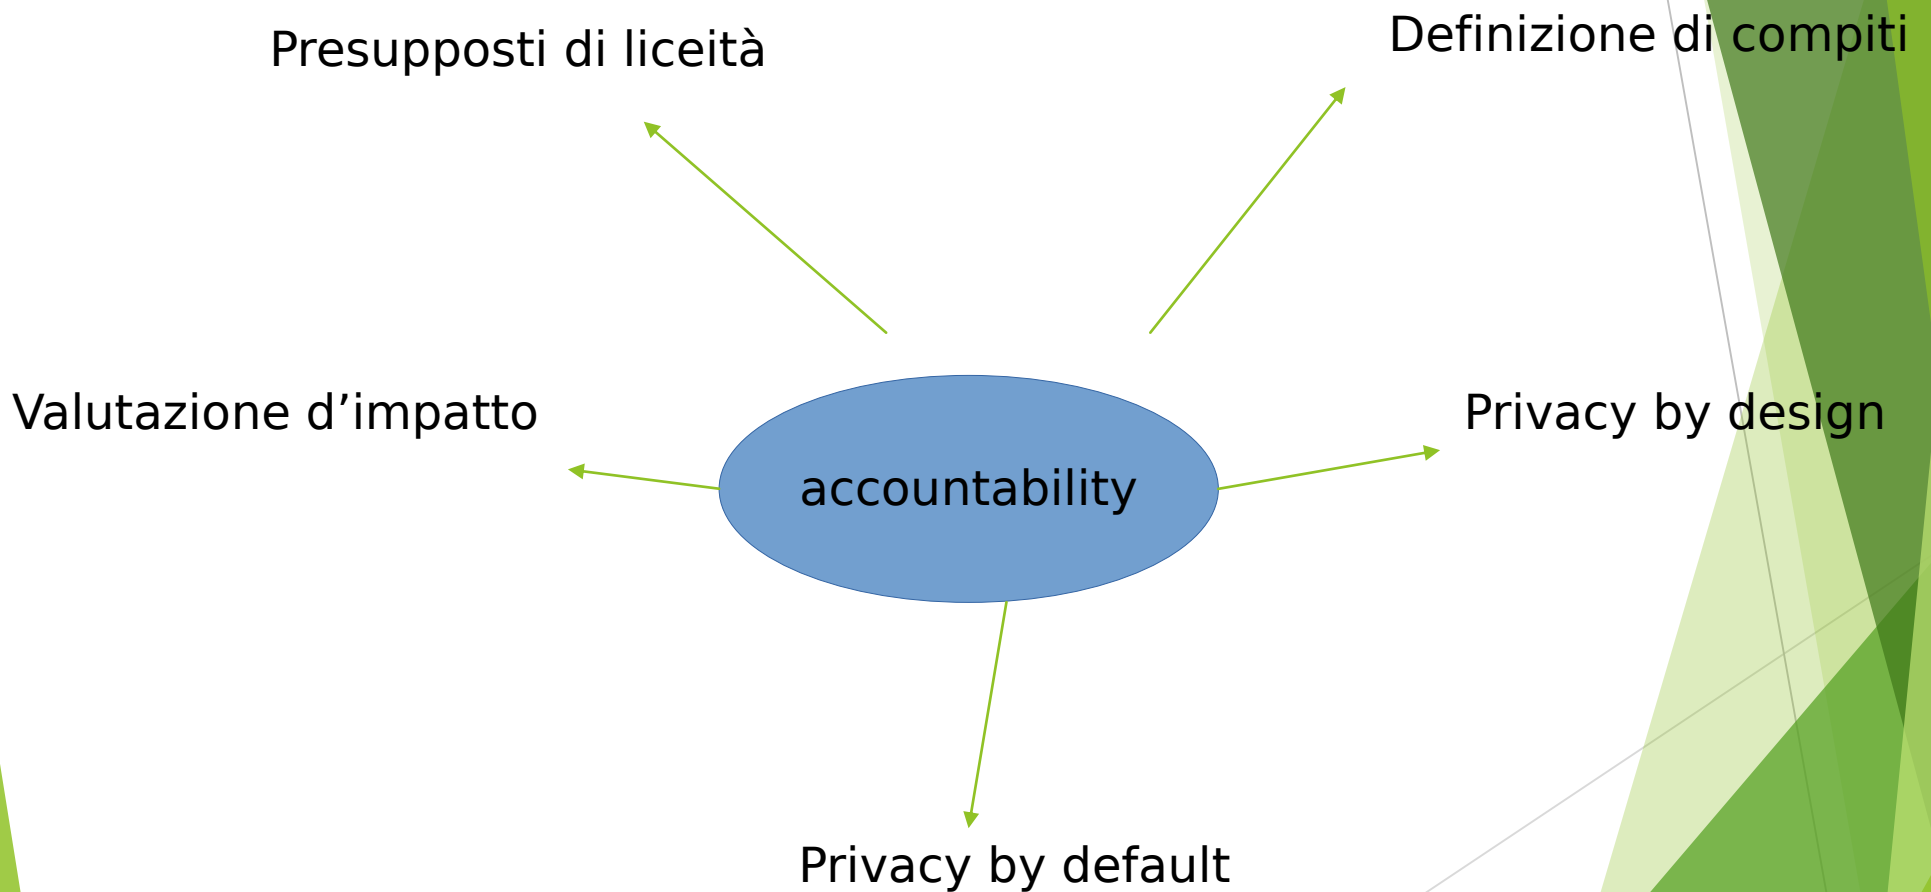 Presupposti di liceità
Definizione di compiti
Valutazione d’impatto
Privacy by design
accountability
Privacy by default